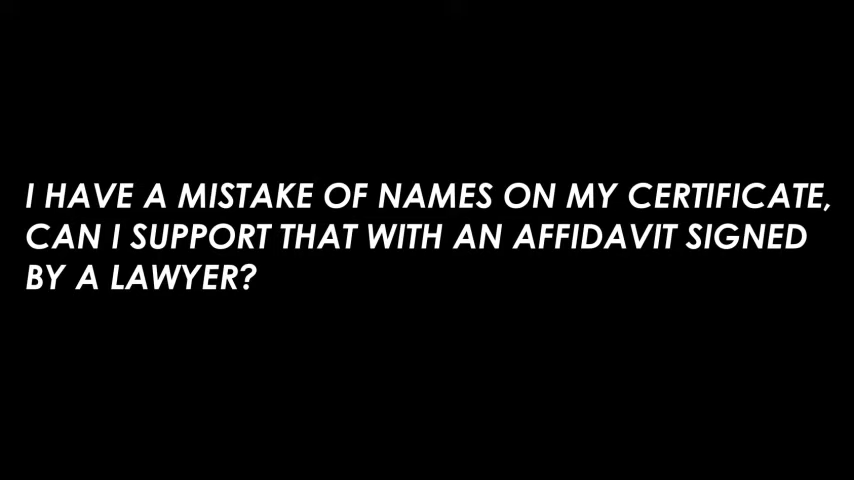 I HAVE A MISTAKE OF NAMES ON MY CERTIFICATE,
CAN I SUPPORT THAT WITH AN AFFIDAVIT SIGNED
BY A LAWYER?